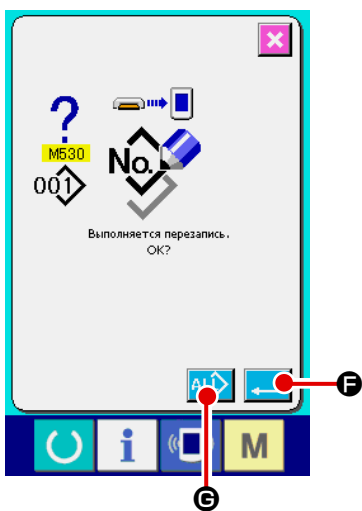 ?
M530
No.
001
Выполняется перезапись.
OK?
ALL
F
i
M
G